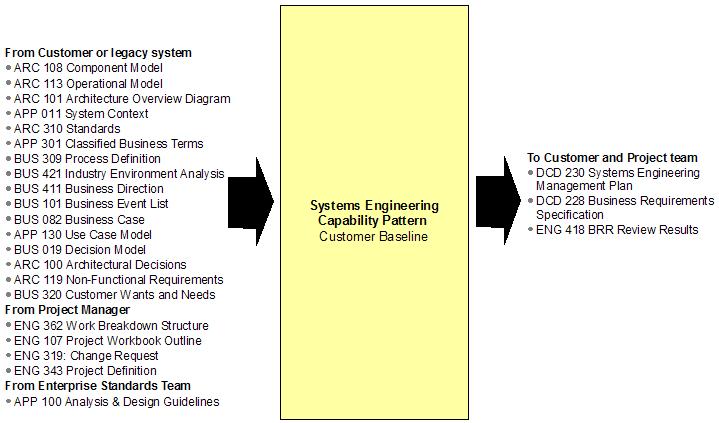 From Customer or legacy system
• ARC 108 Component Model
• ARC 113 Operational Model
• ARC 101 Architecture Overview Diagram
• APP 011 System Context
• ARC 310 Standards
• APP 301 Classified Business Terms
• BUS 309 Process Definition
• BUS 421 Industry Environment Analysis
• BUS 411 Business Direction
• BUS 101 Business Event List
• BUS 082 Business Case
• APP 130 Use Case Model
• BUS 019 Decision Model
• ARC 100 Architectural Decisions
• ARC 119 Non-Functional Requirements
• BUS 320 Customer Wants and Needs
From Project Manager
• ENG 362 Work Breakdown Structure
• ENG 107 Project Workbook Outline
• ENG 319: Change Request
• ENG 343 Project Definition
From Enterprise Standards Team
• APP 100 Analysis & Design Guidelines
Systems Engineering
Capability Pattern
Customer Baseline
To Customer and Project team
• DCD 230 Systems Engineering
Management Plan
• DCD 228 Business Requirements
Specification
• ENG 418 BRR Review Results